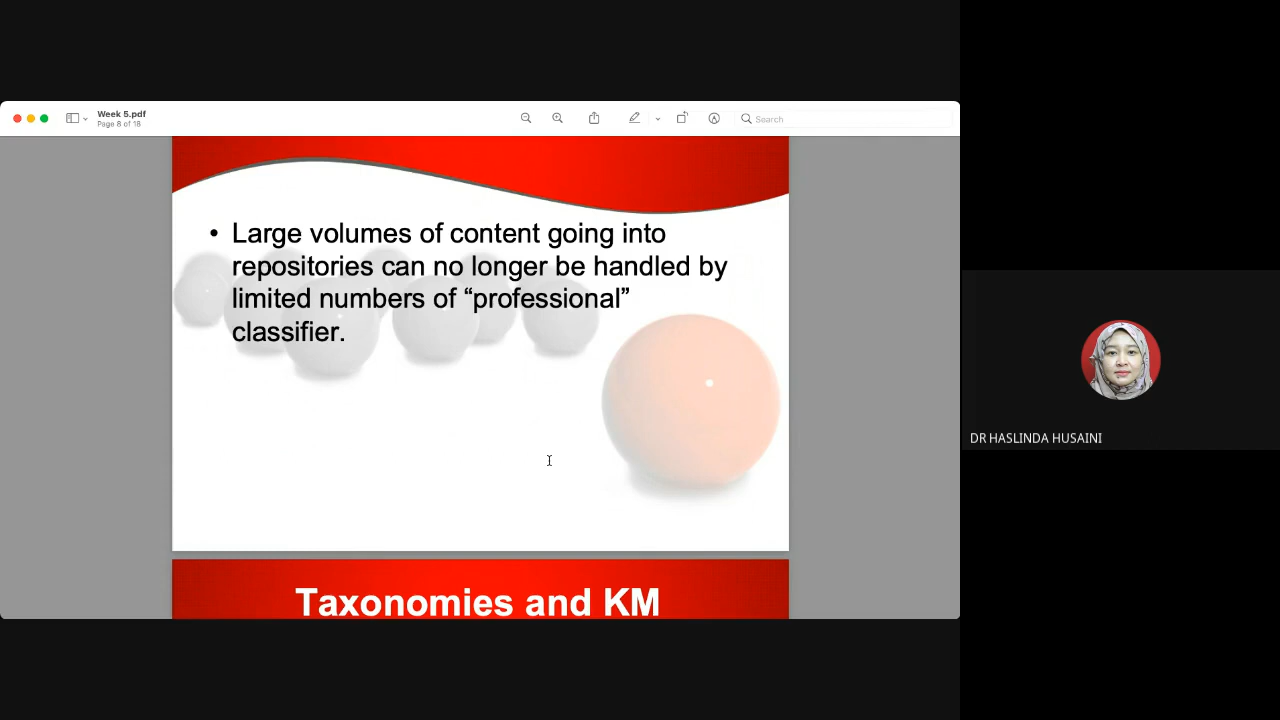 Week 5.pdf
Page 8 of 18
Search
• Large volumes of content going into
repositories can no longer be handled by
limited numbers of “professional”
classifier.
Taxonomies and KM
DR HASLINDA HUSAINI